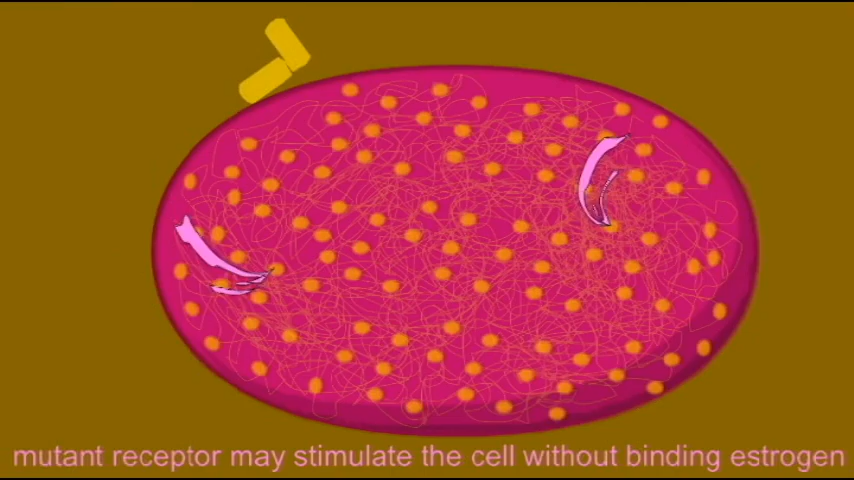 mutant receptor may stimulate the cell without binding estrogen